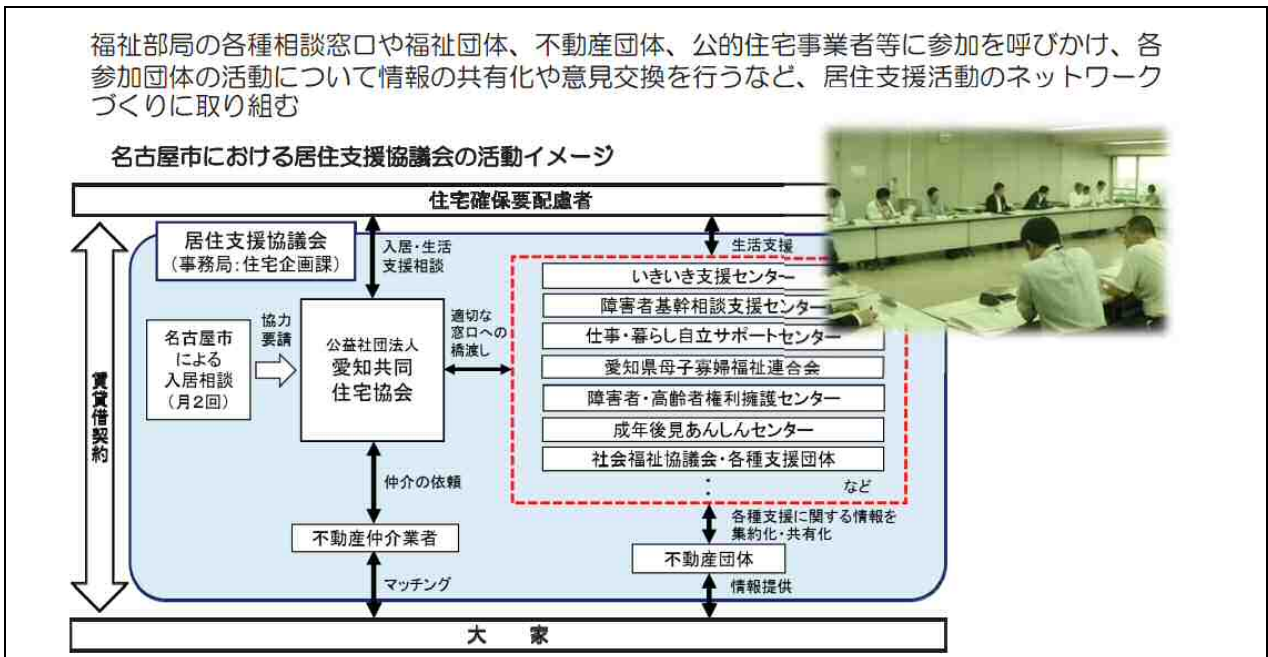 福祉部局の各種相談窓口や福祉団体、不動産団体、公的住宅事業者等に参加を呼びかけ、各
参加団体の活動について情報の共有化や意見交換を行うなど、居住支援活動のネットワーク
づくりに取り組む
名古屋市における居住支援協議会の活動イメージ
住宅確保要配慮者
居住支援協議会
（事務局：住宅企画課）
入居・生活
支援相談
生活支援
名古屋市
による
入居相談
（月２回）
協力
要請
公益社団法人
愛知共同
住宅協会
適切な
窓口への
橋渡し
いきいき支援センター
障害者基幹相談支援センター
仕事・暮らし自立サポートセンター
愛知県母子寡婦福祉連合会
障害者・高齢者権利擁護センター
成年後見あんしんセンター
社会福祉協議会・各種支援団体
：
など
賃貸借契約
仲介の依頼
各種支援に関する情報を
集約化・共有化
不動産仲介業者
不動産団体
マッチング
情報提供
大　家